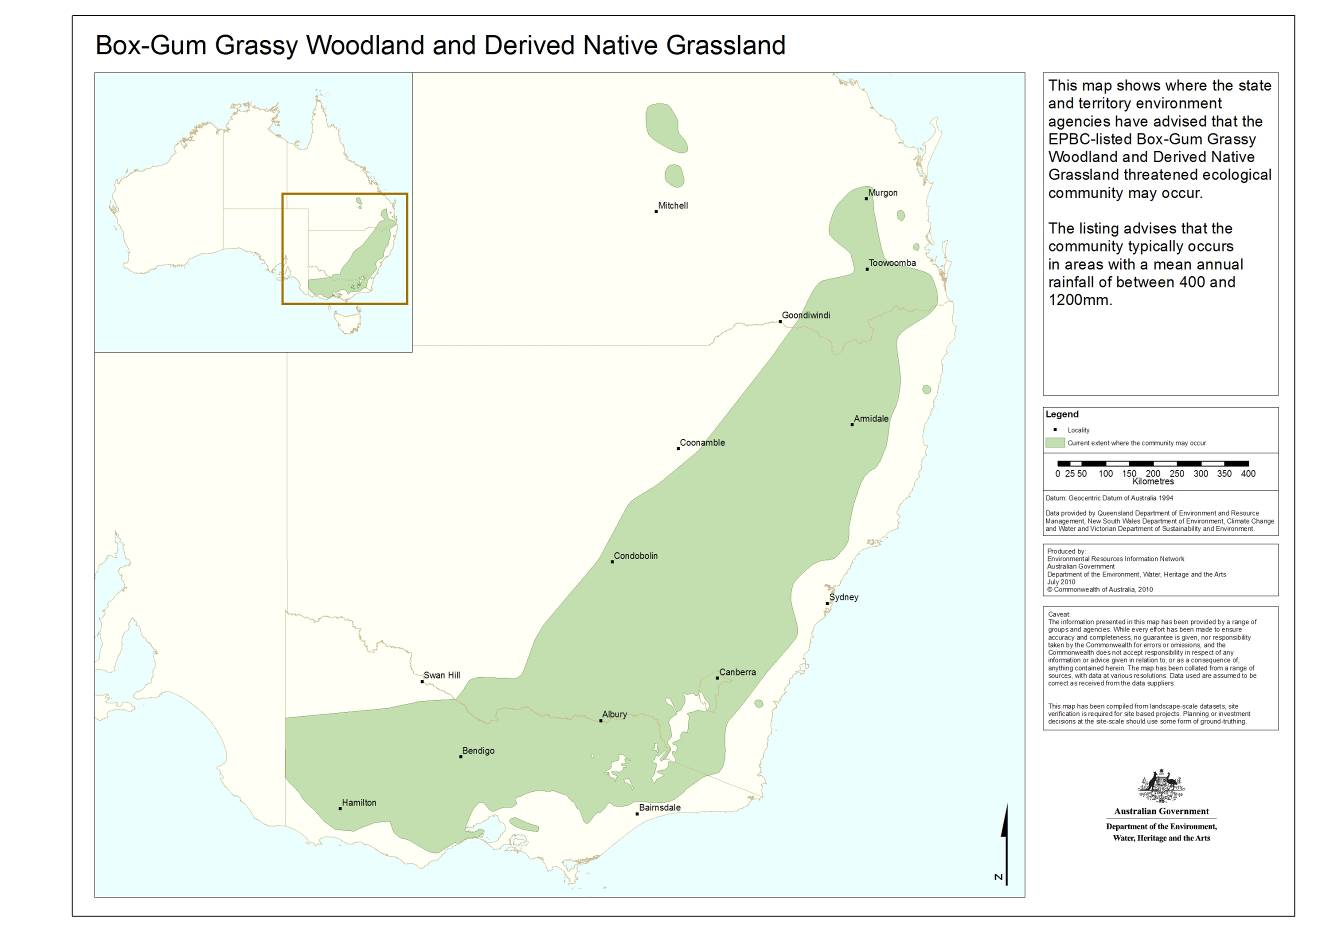 Box-Gum Grassy Woodland and Derived Native Grassland
Murgon
Mitchell
Toowoomba
Goondiwindi
Armidale
Coonamble
Condobolin
Sydney
Swan Hill
Canberra
Albury
Bendigo
Hamilton
Bairnsdale
N
This map shows where the state
and territory environment
agencies have advised that the
EPBC-listed Box-Gum Grassy
Woodland and Derived Native
Grassland threatened ecological
community may occur.
The listing advises that the
community typically occurs
in areas with a mean annual
rainfall of between 400 and
1200mm.
Legend
Locality
Current extent where the community may occur
0 25 50 100 150 200 250 300 350 400
Kilometres
Datum: Geocentric Datum of Australia 1994
Data provided by Queensland Department of Environment and Resource
Management, New South Wales Department of Environment, Climate Change
and Water and Victorian Department of Sustainability and Environment.
Produced by:
Environmental Resources Information Network
Australian Government
Department of the Environment, Water, Heritage and the Arts
July 2010
© Commonwealth of Australia, 2010
Caveat:
The information presented in this map has been provided by a range of
groups and agencies. While every effort has been made to ensure
accuracy and completeness, no guarantee is given, nor responsibility
taken by the Commonwealth for errors or omissions, and the
Commonwealth does not accept responsibility in respect of any
information or advice given in relation to, or as a consequence of,
anything contained herein. The map has been collated from a range of
sources, with data at various resolutions. Data used are assumed to be
correct as received from the data suppliers.
This map has been compiled from landscape-scale datasets; site
verification is required for site based projects. Planning or investment
decisions at the site-scale should use some form of ground-truthing.
Australian Government
Department of the Environment,
Water, Heritage and the Arts